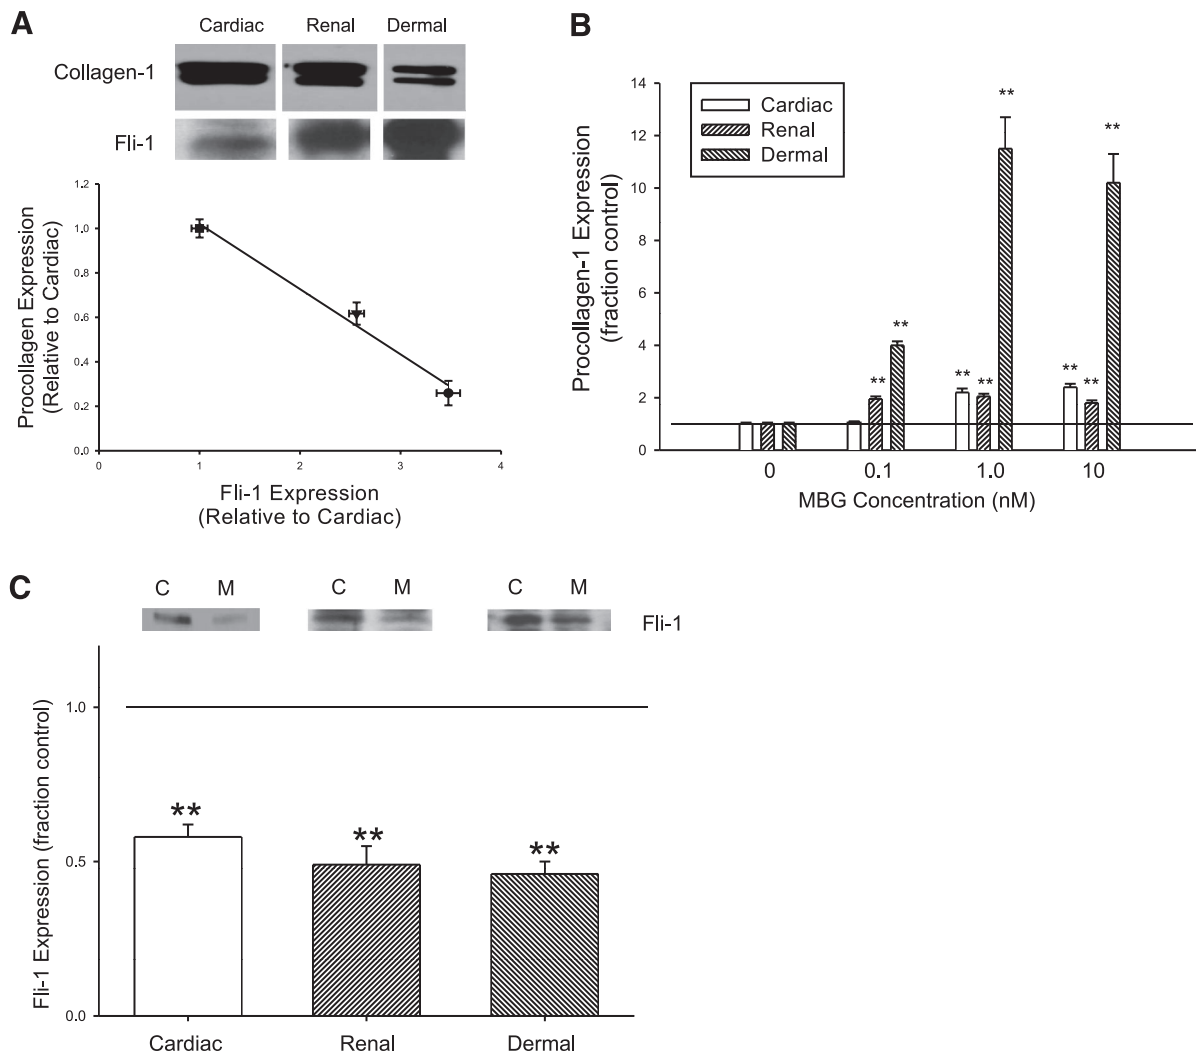 A
Cardiac Renal Dermal
Collagen-1
Fli-1
Procollagen Expression
(Relative to Cardiac)
1.2
1.0
0.8
0.6
0.4
0.2
0.0
0 1 2 3 4
Fli-1 Expression
(Relative to Cardiac)
B
Procollagen-1 Expression
(fraction control)
14
12
10
8
6
4
2
0
Cardiac
Renal
Dermal
** ** ** ** ** ** ** **
0 0.1 1.0 10
MBG Concentration (nM)
C
C M C M C M
Fli-1
Fli-1 Expression (fraction control)
1.0
0.5
0.0
** ** **
Cardiac Renal Dermal